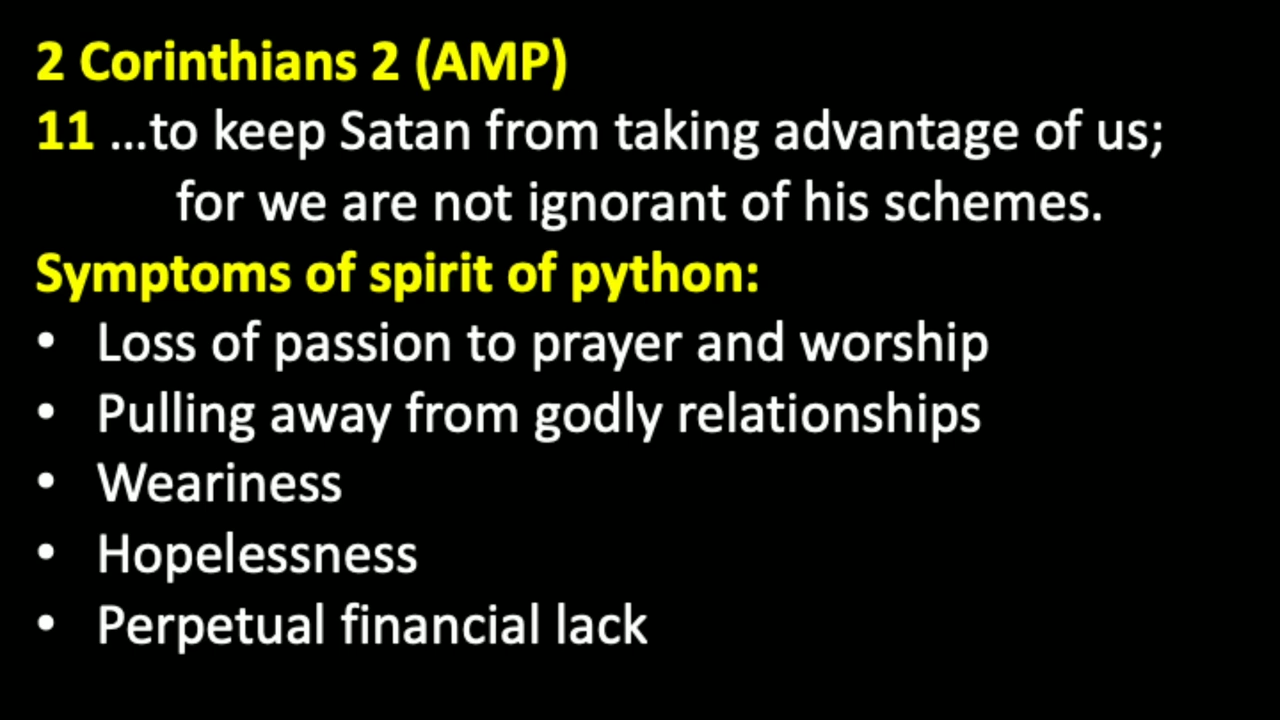 2 Corinthians 2 (AMP)
11 ...to keep Satan from taking advantage of us;
for we are not ignorant of his schemes.
Symptoms of spirit of python:
• Loss of passion to prayer and worship
• Pulling away from godly relationships
• Weariness
• Hopelessness
• Perpetual financial lack